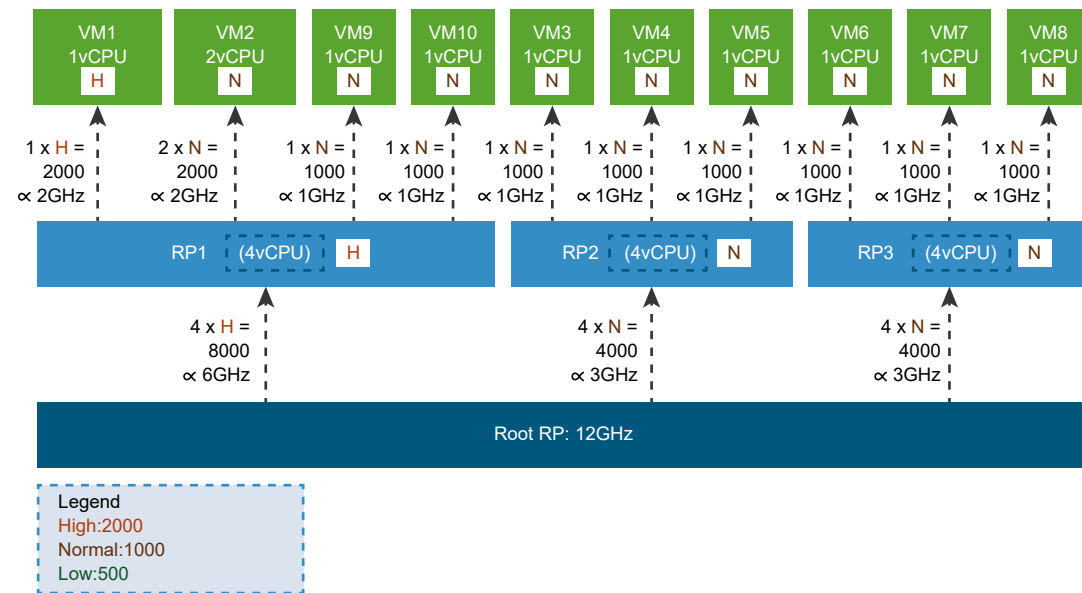 VM1
1vCPU
H
VM2
2vCPU
N
VM9
1vCPU
N
VM10
1vCPU
N
VM3
1vCPU
N
VM4
1vCPU
N
VM5
1vCPU
N
VM6
1vCPU
N
VM7
1vCPU
N
VM8
1vCPU
N
1 x H =
2000
∝ 2GHz
2 x N =
2000
∝ 2GHz
1 x N =
1000
∝ 1GHz
1 x N =
1000
∝ 1GHz
1 x N =
1000
∝ 1GHz
1 x N =
1000
∝ 1GHz
1 x N =
1000
∝ 1GHz
1 x N =
1000
∝ 1GHz
1 x N =
1000
∝ 1GHz
1 x N =
1000
∝ 1GHz
RP1 (4vCPU) H
RP2 (4vCPU) N
RP3 (4vCPU) N
4 x H =
8000
∝ 6GHz
4 x N =
4000
∝ 3GHz
4 x N =
4000
∝ 3GHz
Root RP: 12GHz
Legend
High:2000
Normal:1000
Low:500